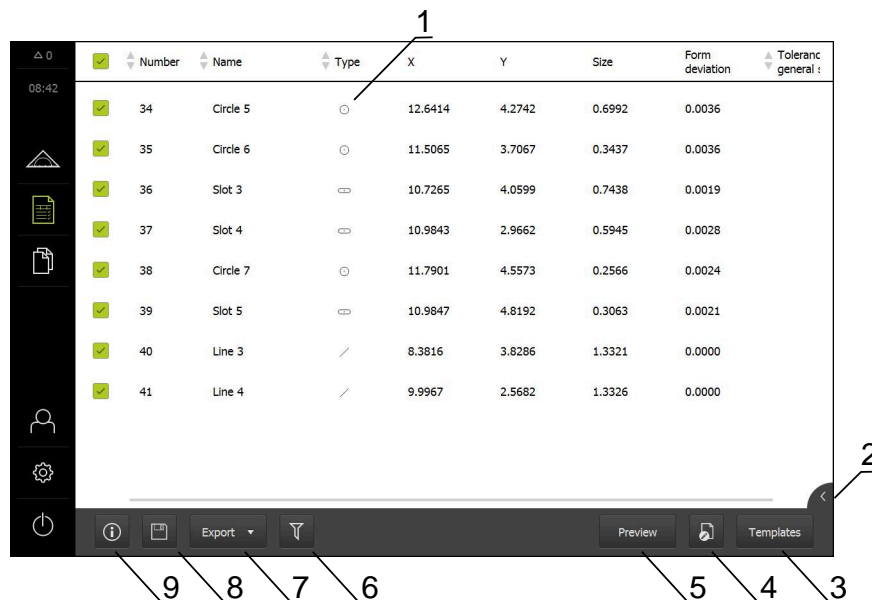 1
△ 0
Number Name Type X Y Size Form deviation Toleranc general s
08:42
34 Circle 5 12.6414 4.2742 0.6992 0.0036
35 Circle 6 11.5065 3.7067 0.3437 0.0036
36 Slot 3 10.7265 4.0599 0.7438 0.0019
37 Slot 4 10.9843 2.9662 0.5945 0.0028
38 Circle 7 11.7901 4.5573 0.2566 0.0024
39 Slot 5 10.9847 4.8192 0.3063 0.0021
40 Line 3 8.3816 3.8286 1.3321 0.0000
41 Line 4 9.9967 2.5682 1.3326 0.0000
2
Export Preview Templates
9 8 7 6 5 4 3